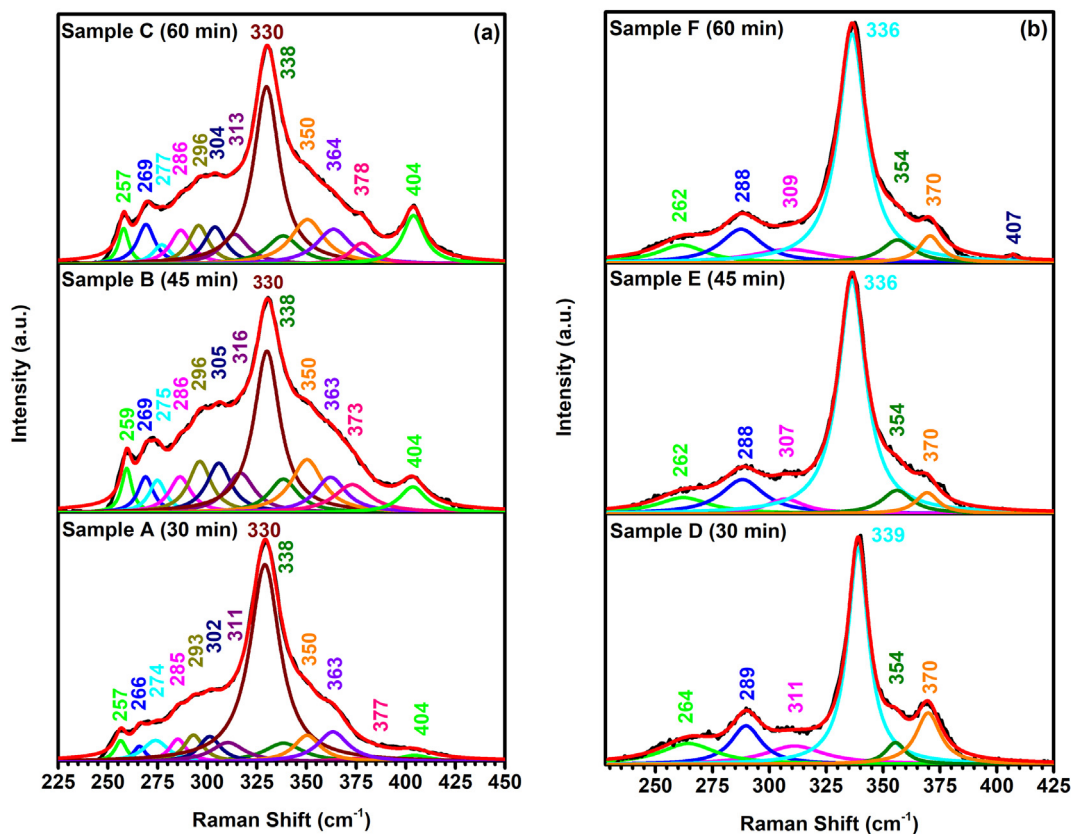 Sample C (60 min) 330 (a)
338
257 269 277 286 296 304 313 350 364 378 404
Sample B (45 min) 330
338
259 269 275 286 296 305 316 350 363 373 404
Sample A (30 min) 330
338
257 266 274 285 293 302 311 350 363 377 404
225 250 275 300 325 350 375 400 425 450
Raman Shift (cm⁻¹)
Intensity (a.u.)
Sample F (60 min) 336 (b)
262 288 309 354 370 407
Sample E (45 min) 336
262 288 307 354 370
Sample D (30 min) 339
264 289 311 354 370
250 275 300 325 350 375 400 425
Raman Shift (cm⁻¹)
Intensity (a.u.)